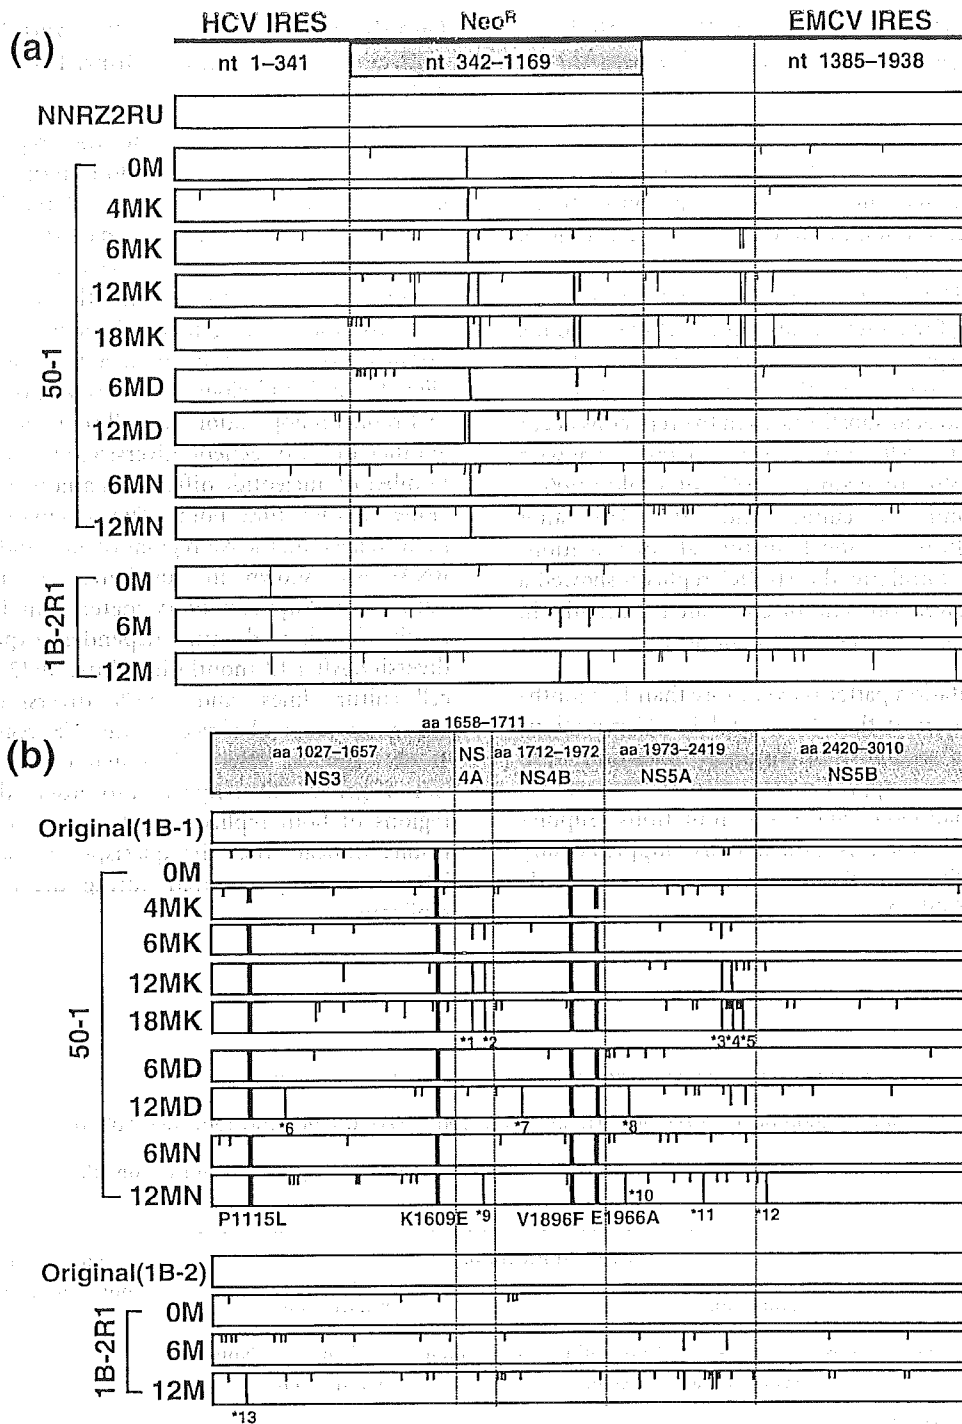 (a)
HCV IRES NeoR EMCV IRES
nt 1–341 nt 342–1169 nt 1385–1938
NNRZ2RU
50-1
0M
4MK
6MK
12MK
18MK
6MD
12MD
6MN
12MN
1B-2R1
0M
6M
12M
(b)
aa 1658–1711
aa 1027–1657 NS aa 1712–1972 aa 1973–2419 aa 2420–3010
NS3 4A NS4B NS5A NS5B
Original(1B-1)
50-1
0M
4MK
6MK
12MK
18MK
*1 *2 *3*4*5
6MD
12MD
*6 *7 *8
6MN
12MN
*10
P1115L K1609E *9 V1896F E1966A *11 *12
Original(1B-2)
1B-2R1
0M
6M
12M
*13